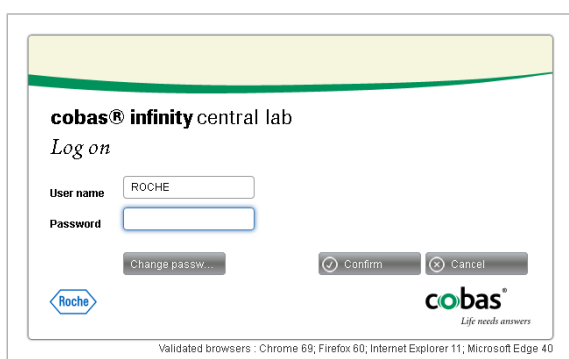 cobas® infinity central lab
Log on
User name ROCHE
Password
Change passw... Confirm Cancel
Roche cobas®
Life needs answers
Validated browsers : Chrome 69; Firefox 60; Internet Explorer 11; Microsoft Edge 40